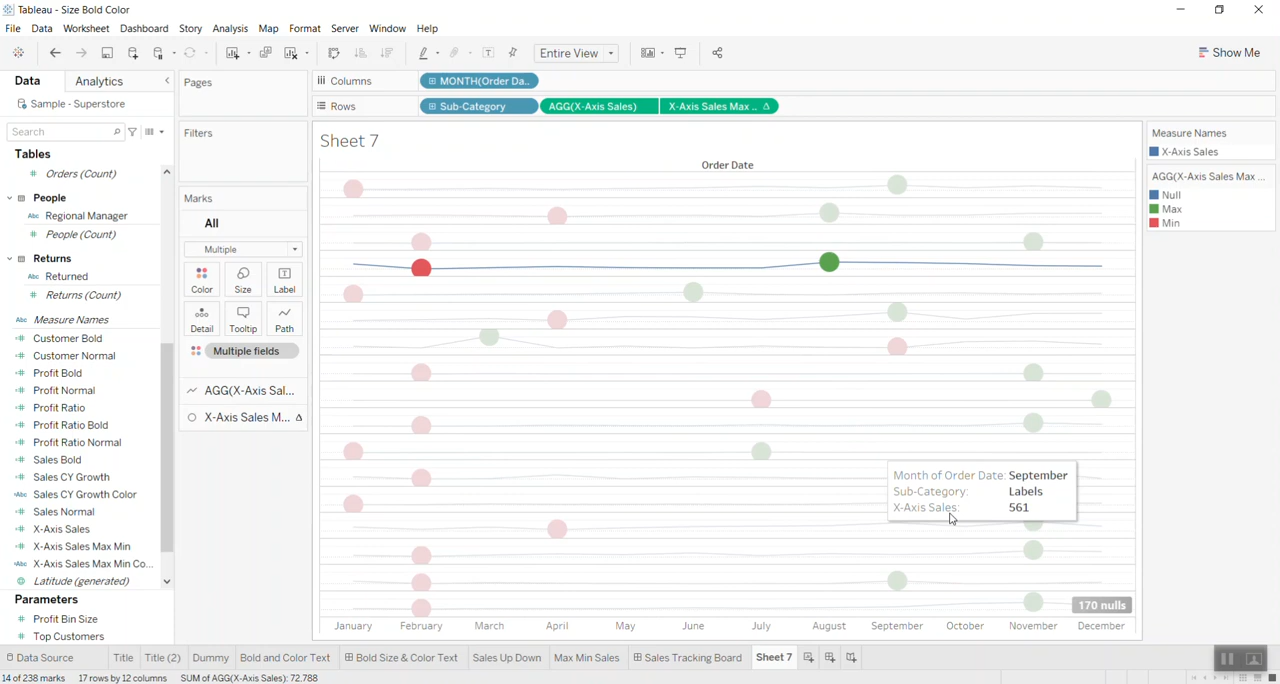 Tableau - Size Bold Color
File Data Worksheet Dashboard Story Analysis Map Format Server Window Help
Entire View
Show Me
Data Analytics
Pages
Columns
MONTH(Order Da..
Sample - Superstore
Rows
Sub-Category AGG(X-Axis Sales) X-Axis Sales Max ..
Search
Filters
Tables
Sheet 7
Measure Names
X-Axis Sales
Order Date
# Orders (Count)
AGG(X-Axis Sales Max ...
People
Marks
Null
Abc Regional Manager
Max
All
Min
# People (Count)
Multiple
Returns
Abc Returned
Color Size Label
# Returns (Count)
Abc Measure Names
Detail Tooltip Path
Customer Bold
Multiple fields
Customer Normal
Profit Bold
AGG(X-Axis Sal...
Profit Normal
Profit Ratio
X-Axis Sales M...
Profit Ratio Bold
Profit Ratio Normal
Sales Bold
Sales CY Growth
Sales CY Growth Color
Sales Normal
X-Axis Sales
X-Axis Sales Max Min
X-Axis Sales Max Min Co...
Latitude (generated)
Month of Order Date: September
Sub-Category: Labels
X-Axis Sales: 561
Parameters
170 nulls
# Profit Bin Size
January February March April May June July August September October November December
# Top Customers
Data Source Title Title (2) Dummy Bold and Color Text Bold Size & Color Text Sales Up Down Max Min Sales Sales Tracking Board Sheet 7
14 of 238 marks 17 rows by 12 columns SUM of AGG(X-Axis Sales): 72.788